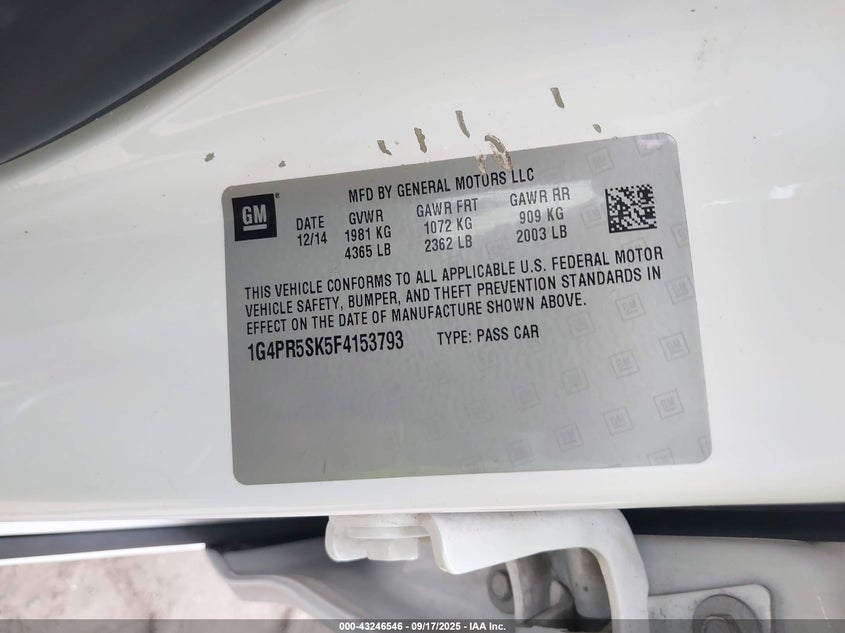 MFD BY GENERAL MOTORS LLC
GM
DATE GVWR GAWR FRT GAWR RR
12/14 1981 KG 1072 KG 909 KG
4365 LB 2362 LB 2003 LB
THIS VEHICLE CONFORMS TO ALL APPLICABLE U.S. FEDERAL MOTOR
VEHICLE SAFETY, BUMPER, AND THEFT PREVENTION STANDARDS IN
EFFECT ON THE DATE OF MANUFACTURE SHOWN ABOVE.
1G4PR5SK5F4153793 TYPE: PASS CAR
000-43246546 - 09/17/2025 - IAA Inc.